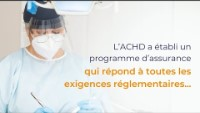 L'ACHD a établi un
programme d'assurance
qui répond à toutes les
exigences réglementaires...